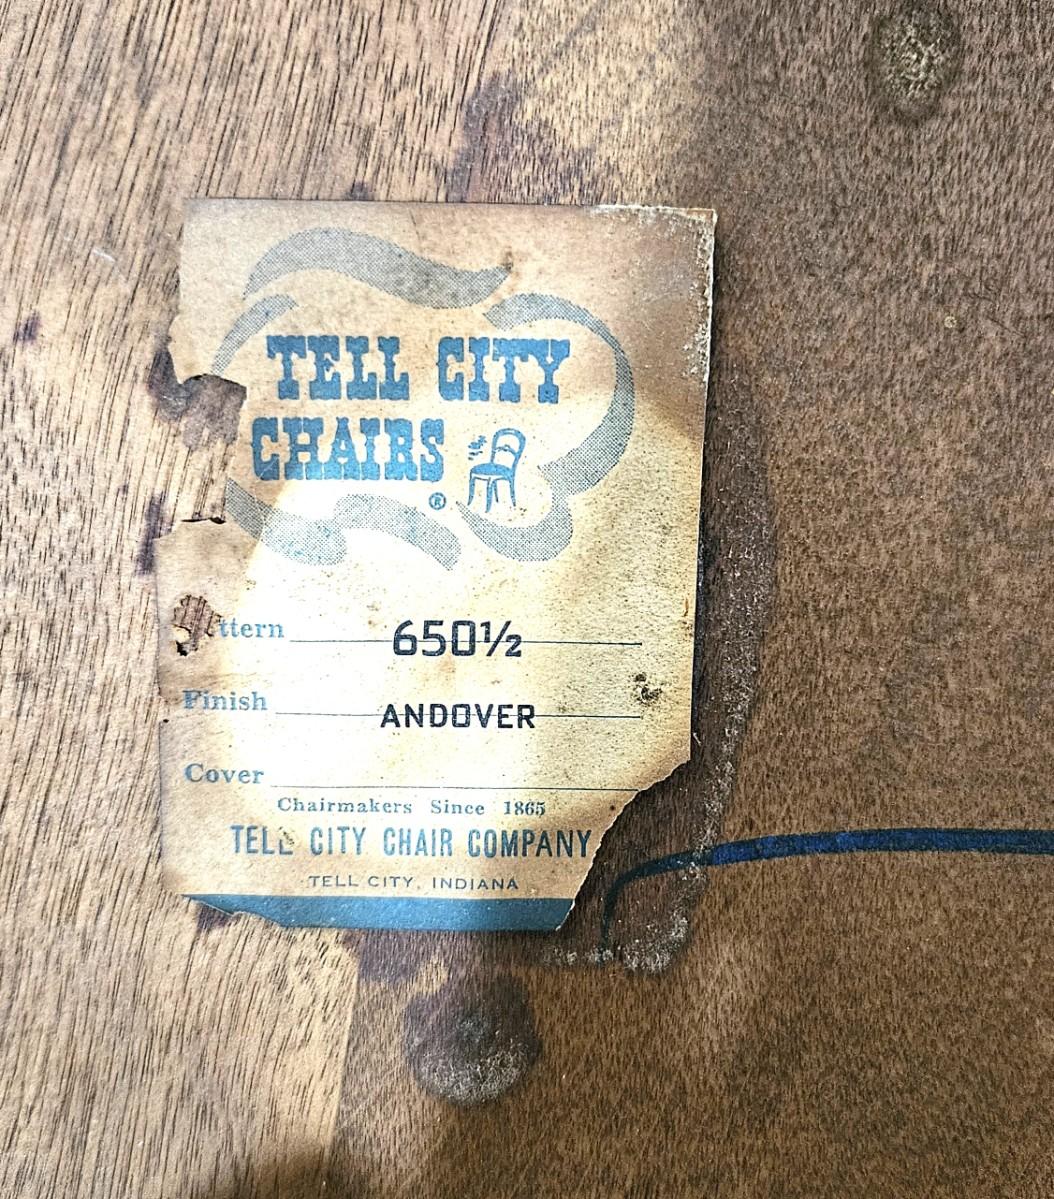 TELL CITY
CHAIRS
®
ttern 650½
Finish ANDOVER
Cover
Chairmakers Since 1865
TELL CITY CHAIR COMPANY
TELL CITY, INDIANA